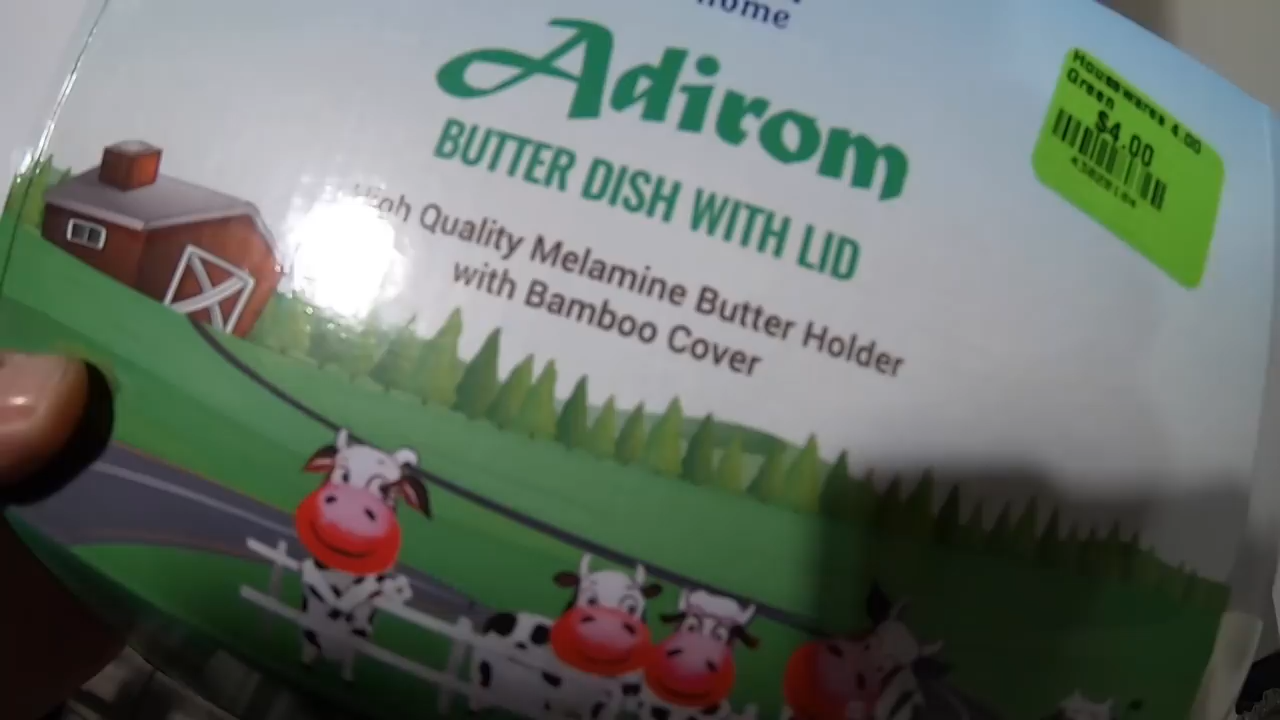 home
Adirom
BUTTER DISH WITH LID
High Quality Melamine Butter Holder
with Bamboo Cover
Housewares 4.00
Green
$4.00